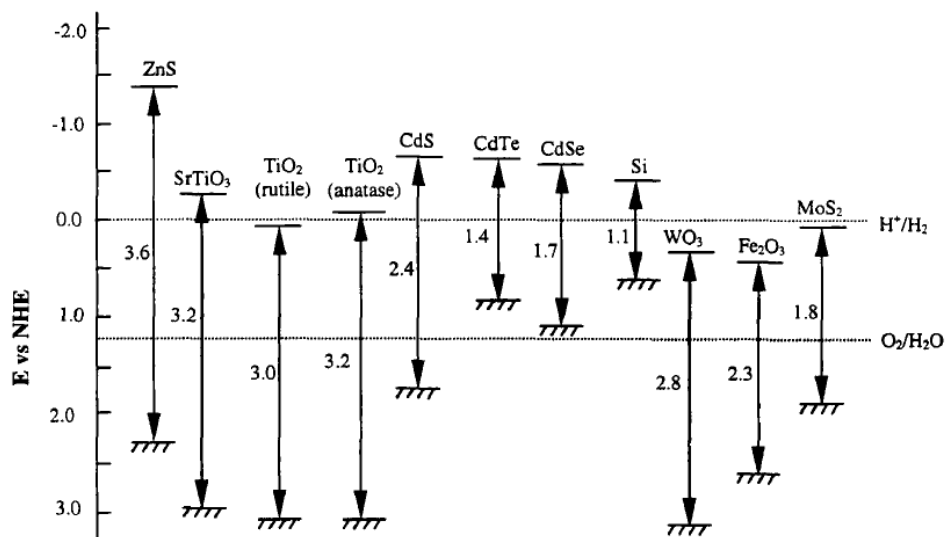 -2.0
ZnS
-1.0
CdS
CdTe
CdSe
TiO₂
(rutile)
TiO₂
(anatase)
SrTiO₃
Si
MoS₂
0.0
H⁺/H₂
3.6
2.4
1.4
1.7
1.1
WO₃
Fe₂O₃
3.2
1.8
1.0
E vs NHE
O₂/H₂O
3.0
3.2
2.8
2.3
2.0
3.0